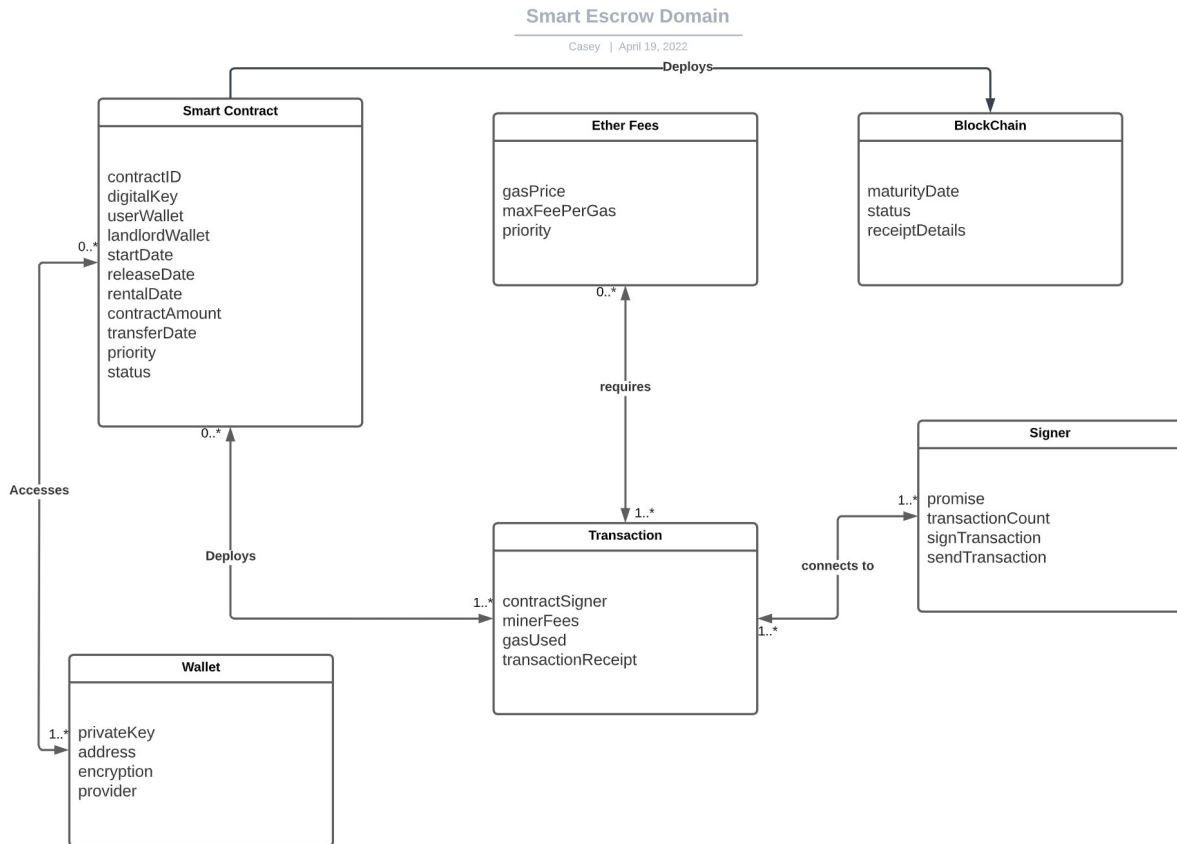 Smart Escrow Domain
Casey | April 19, 2022
Deploys
Smart Contract
contractID
digitalKey
userWallet
landlordWallet
startDate
releaseDate
rentalDate
contractAmount
transferDate
priority
status
Ether Fees
gasPrice
maxFeePerGas
priority
BlockChain
maturityDate
status
receiptDetails
0..*
0..*
requires
1..*
0..*
Accesses
Deploys
1..*
Transaction
contractSigner
minerFees
gasUsed
transactionReceipt
connects to
1..*
1..*
Signer
promise
transactionCount
signTransaction
sendTransaction
Wallet
1..*
privateKey
address
encryption
provider